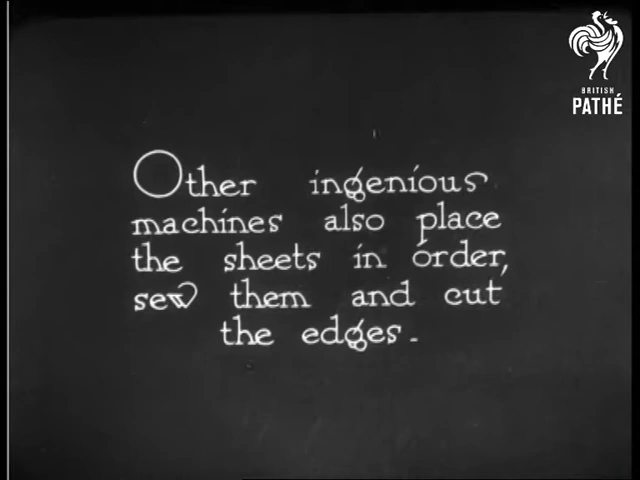 BRITISH
PATHÉ
Other ingenious
machines also place
the sheets in order,
sew them and cut
the edges.